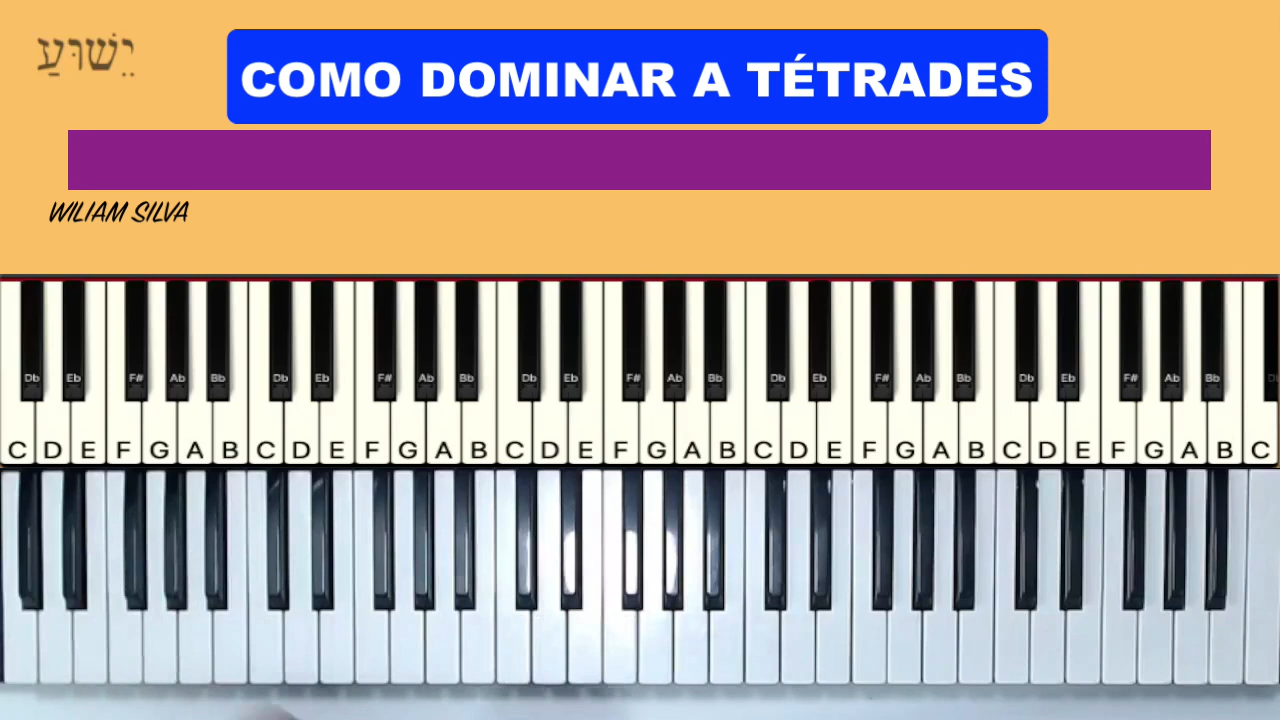 יֵשׁוּעַ
COMO DOMINAR A TÉTRADES
WILIAM SILVA
Db Eb F# Ab Bb Db Eb F# Ab Bb Db Eb F# Ab Bb Db Eb F# Ab Bb Db Eb F# Ab Bb
C D E F G A B C D E F G A B C D E F G A B C D E F G A B C D E F G A B C